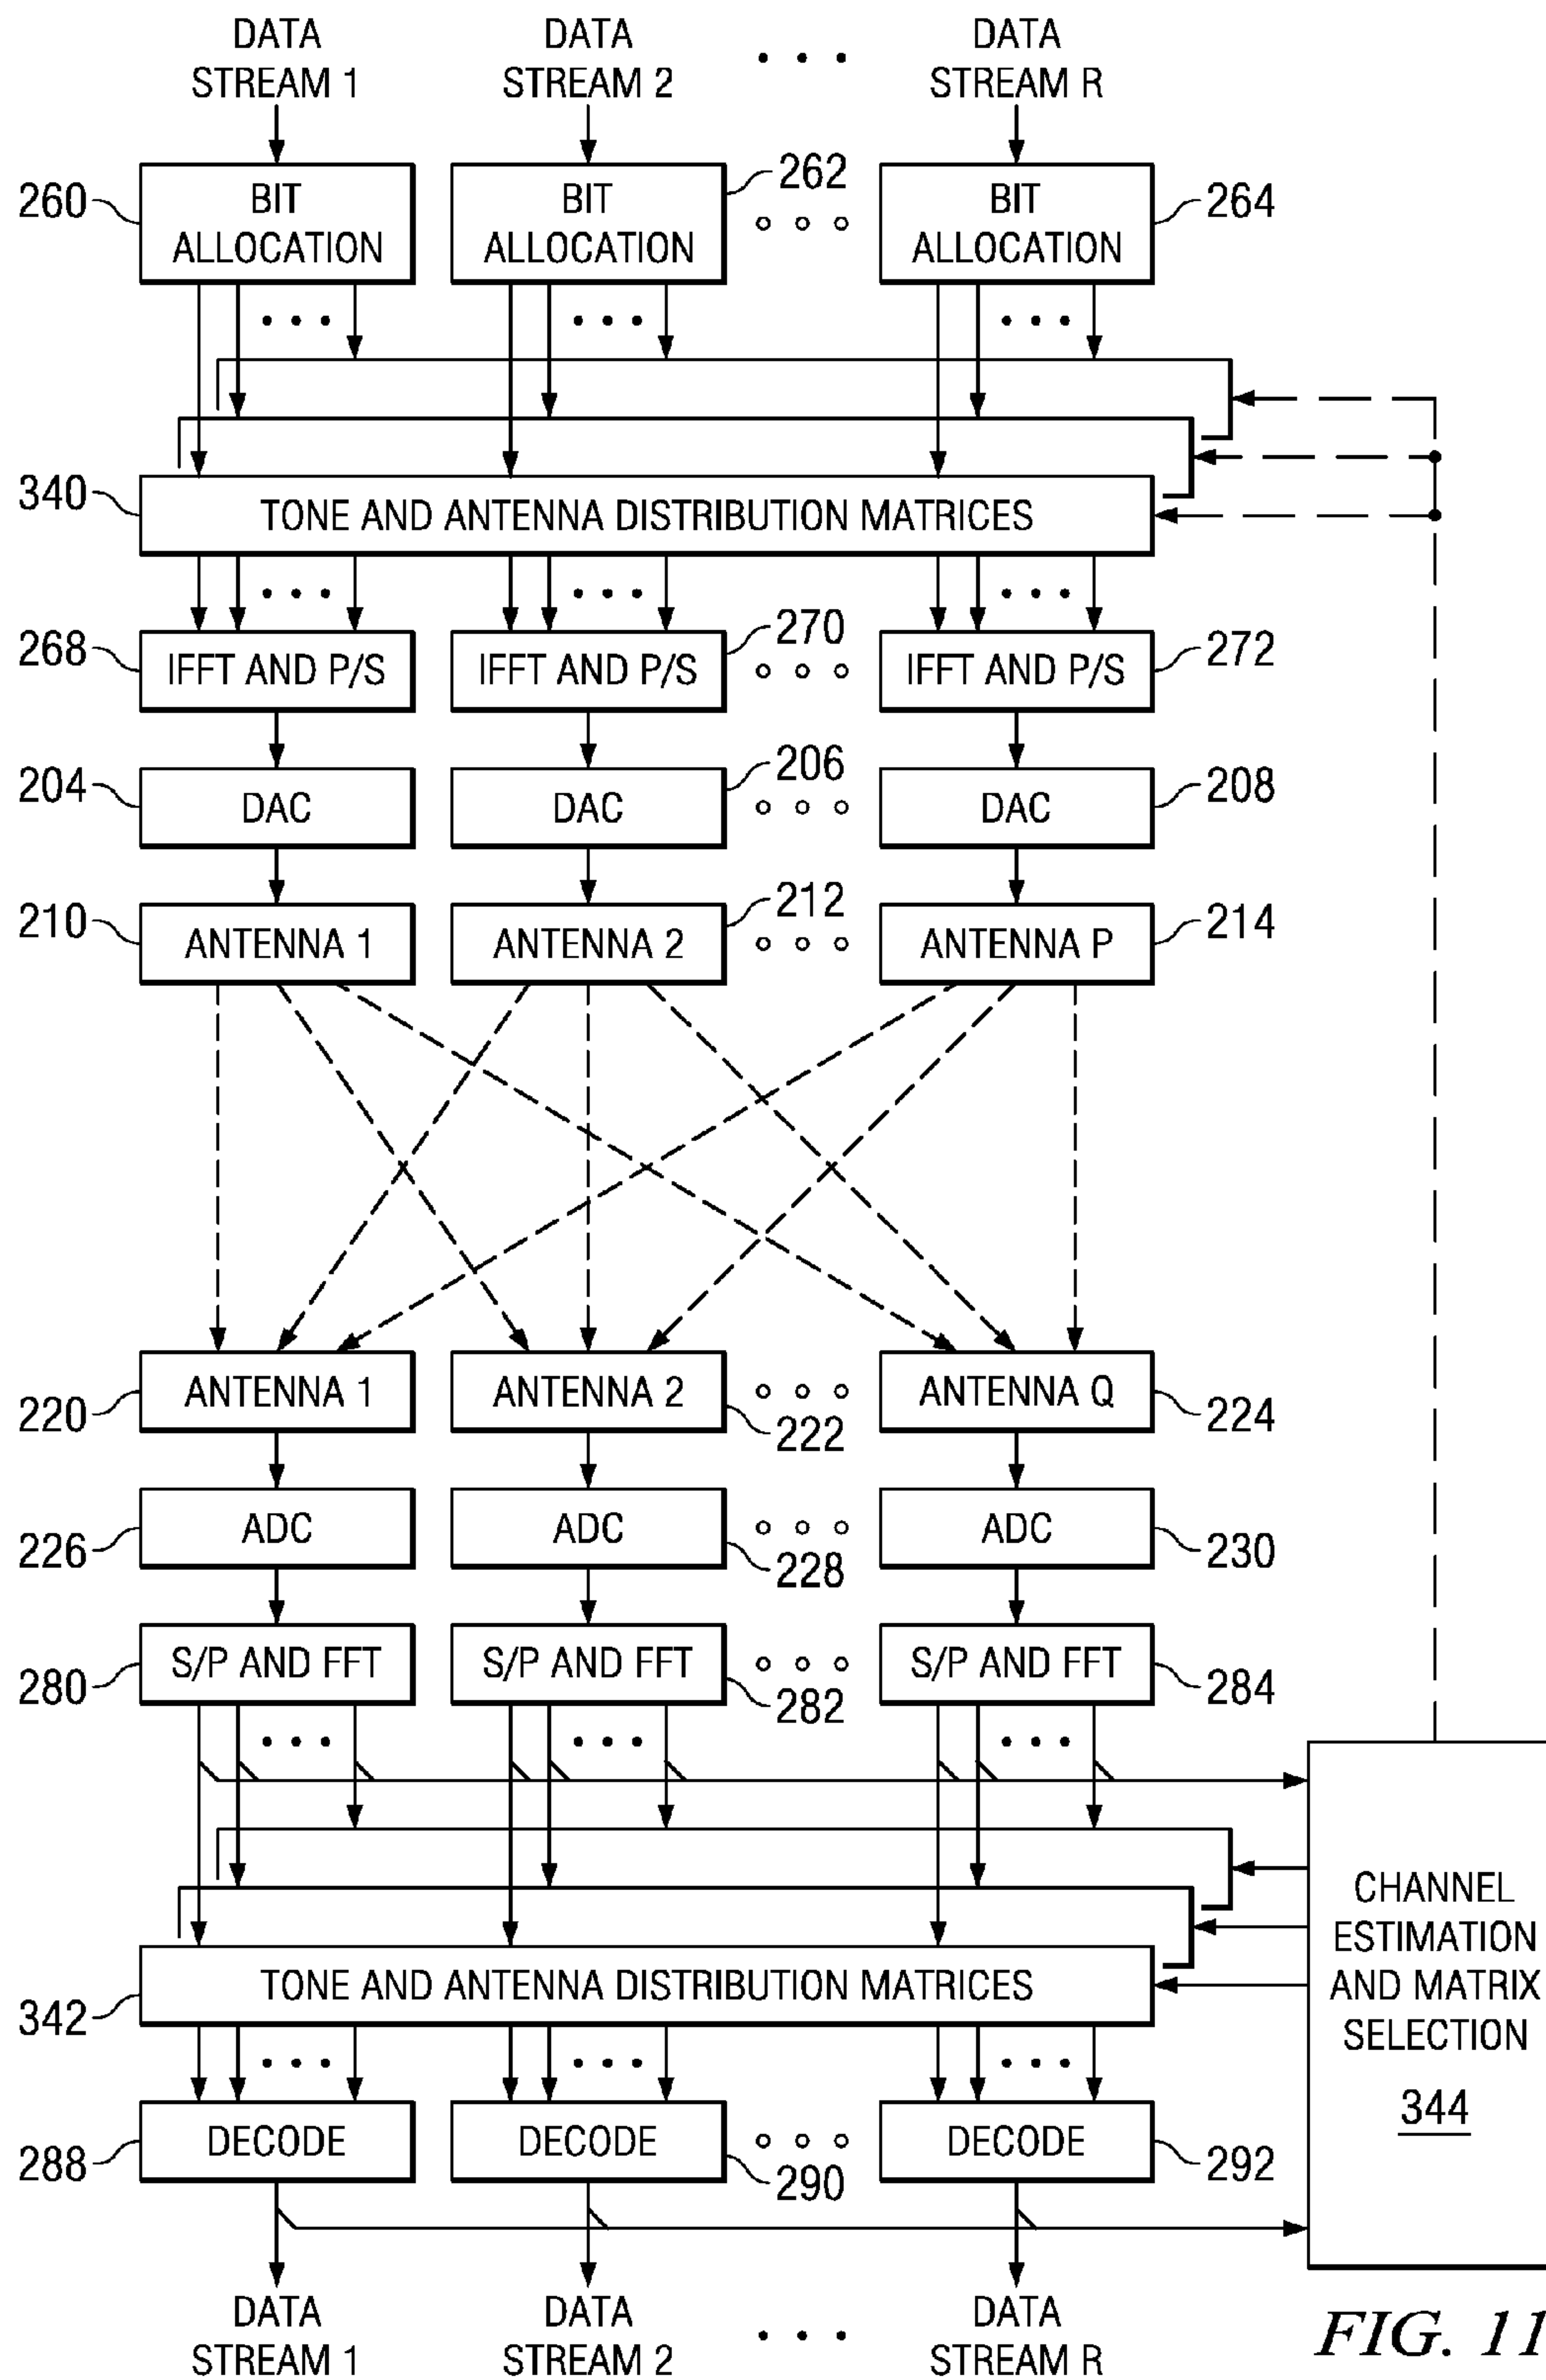 DATA STREAM 1
DATA STREAM 2
DATA STREAM R
260
BIT ALLOCATION
BIT ALLOCATION
262
BIT ALLOCATION
264
340
TONE AND ANTENNA DISTRIBUTION MATRICES
268
IFFT AND P/S
IFFT AND P/S
270
IFFT AND P/S
272
204
DAC
DAC
206
DAC
208
210
ANTENNA 1
ANTENNA 2
212
ANTENNA P
214
220
ANTENNA 1
ANTENNA 2
222
ANTENNA Q
224
226
ADC
ADC
228
ADC
230
280
S/P AND FFT
S/P AND FFT
282
S/P AND FFT
284
342
TONE AND ANTENNA DISTRIBUTION MATRICES
CHANNEL
ESTIMATION
AND MATRIX
SELECTION
344
288
DECODE
DECODE
290
DECODE
292
DATA STREAM 1
DATA STREAM 2
DATA STREAM R
FIG. 11